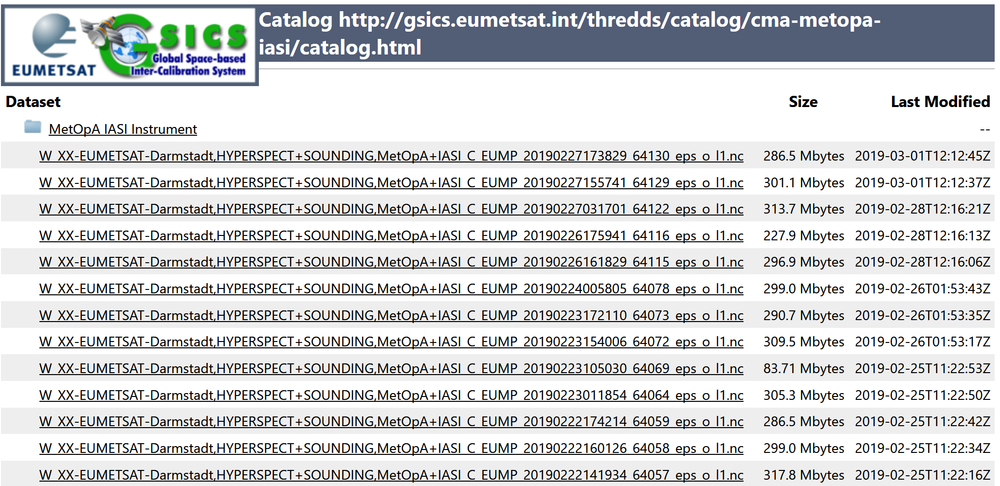 EUMETSAT
GSICS
Global Space-based
Inter-Calibration System
Catalog http://gsics.eumetsat.int/thredds/catalog/cma-metopa-
iasi/catalog.html
Dataset Size Last Modified
MetOpA IASI Instrument --
W_XX-EUMETSAT-Darmstadt,HYPERSPECT+SOUNDING,MetOpA+IASI_C_EUMP_20190227173829_64130_eps_o_l1.nc 286.5 Mbytes 2019-03-01T12:12:45Z
W_XX-EUMETSAT-Darmstadt,HYPERSPECT+SOUNDING,MetOpA+IASI_C_EUMP_20190227155741_64129_eps_o_l1.nc 301.1 Mbytes 2019-03-01T12:12:37Z
W_XX-EUMETSAT-Darmstadt,HYPERSPECT+SOUNDING,MetOpA+IASI_C_EUMP_20190227031701_64122_eps_o_l1.nc 313.7 Mbytes 2019-02-28T12:16:21Z
W_XX-EUMETSAT-Darmstadt,HYPERSPECT+SOUNDING,MetOpA+IASI_C_EUMP_20190226175941_64116_eps_o_l1.nc 227.9 Mbytes 2019-02-28T12:16:13Z
W_XX-EUMETSAT-Darmstadt,HYPERSPECT+SOUNDING,MetOpA+IASI_C_EUMP_20190226161829_64115_eps_o_l1.nc 296.9 Mbytes 2019-02-28T12:16:06Z
W_XX-EUMETSAT-Darmstadt,HYPERSPECT+SOUNDING,MetOpA+IASI_C_EUMP_20190224005805_64078_eps_o_l1.nc 299.0 Mbytes 2019-02-26T01:53:43Z
W_XX-EUMETSAT-Darmstadt,HYPERSPECT+SOUNDING,MetOpA+IASI_C_EUMP_20190223172110_64073_eps_o_l1.nc 290.7 Mbytes 2019-02-26T01:53:35Z
W_XX-EUMETSAT-Darmstadt,HYPERSPECT+SOUNDING,MetOpA+IASI_C_EUMP_20190223154006_64072_eps_o_l1.nc 309.5 Mbytes 2019-02-26T01:53:17Z
W_XX-EUMETSAT-Darmstadt,HYPERSPECT+SOUNDING,MetOpA+IASI_C_EUMP_20190223105030_64069_eps_o_l1.nc 83.71 Mbytes 2019-02-25T11:22:53Z
W_XX-EUMETSAT-Darmstadt,HYPERSPECT+SOUNDING,MetOpA+IASI_C_EUMP_20190223011854_64064_eps_o_l1.nc 305.3 Mbytes 2019-02-25T11:22:50Z
W_XX-EUMETSAT-Darmstadt,HYPERSPECT+SOUNDING,MetOpA+IASI_C_EUMP_20190222174214_64059_eps_o_l1.nc 286.5 Mbytes 2019-02-25T11:22:42Z
W_XX-EUMETSAT-Darmstadt,HYPERSPECT+SOUNDING,MetOpA+IASI_C_EUMP_20190222160126_64058_eps_o_l1.nc 299.0 Mbytes 2019-02-25T11:22:34Z
W_XX-EUMETSAT-Darmstadt,HYPERSPECT+SOUNDING,MetOpA+IASI_C_EUMP_20190222141934_64057_eps_o_l1.nc 317.8 Mbytes 2019-02-25T11:22:16Z